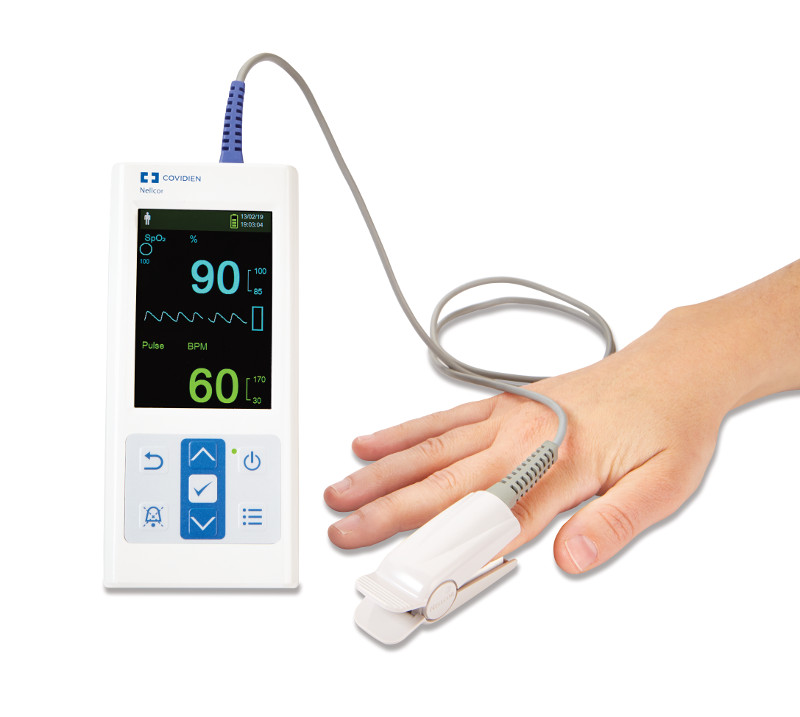 COVIDIEN
Nellcor
13/02/19
19:03:04
SpO₂ %
100
90 100
85
Pulse BPM
60 170
30